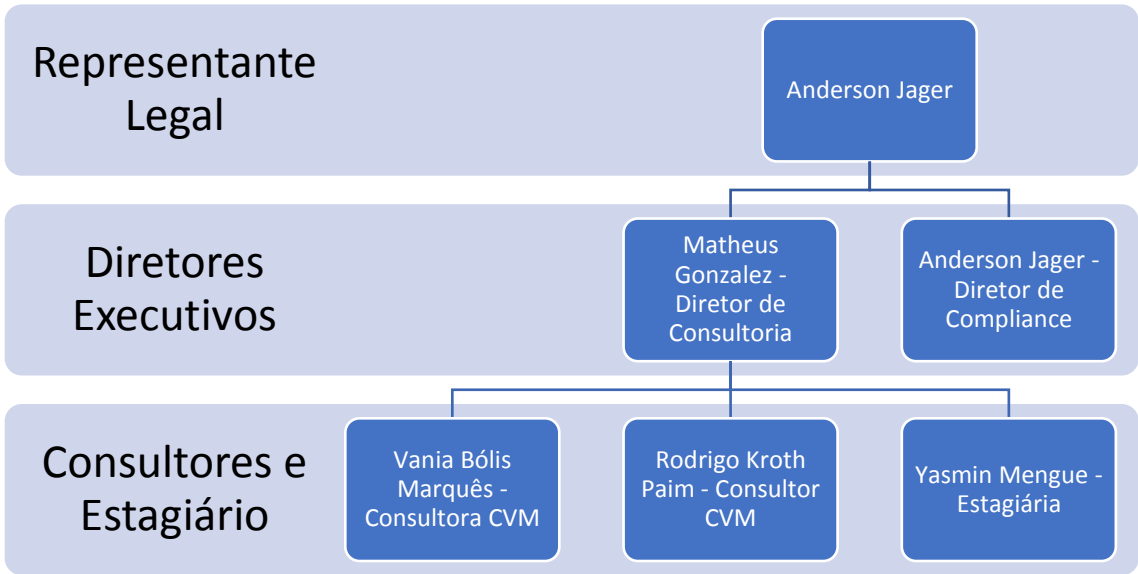 Representante
Legal
Anderson Jager
Diretores
Executivos
Matheus
Gonzalez -
Diretor de
Consultoria
Anderson Jager -
Diretor de
Compliance
Consultores e
Estagiário
Vania Bólis
Marquês -
Consultora CVM
Rodrigo Kroth
Paim - Consultor
CVM
Yasmin Mengue -
Estagiária